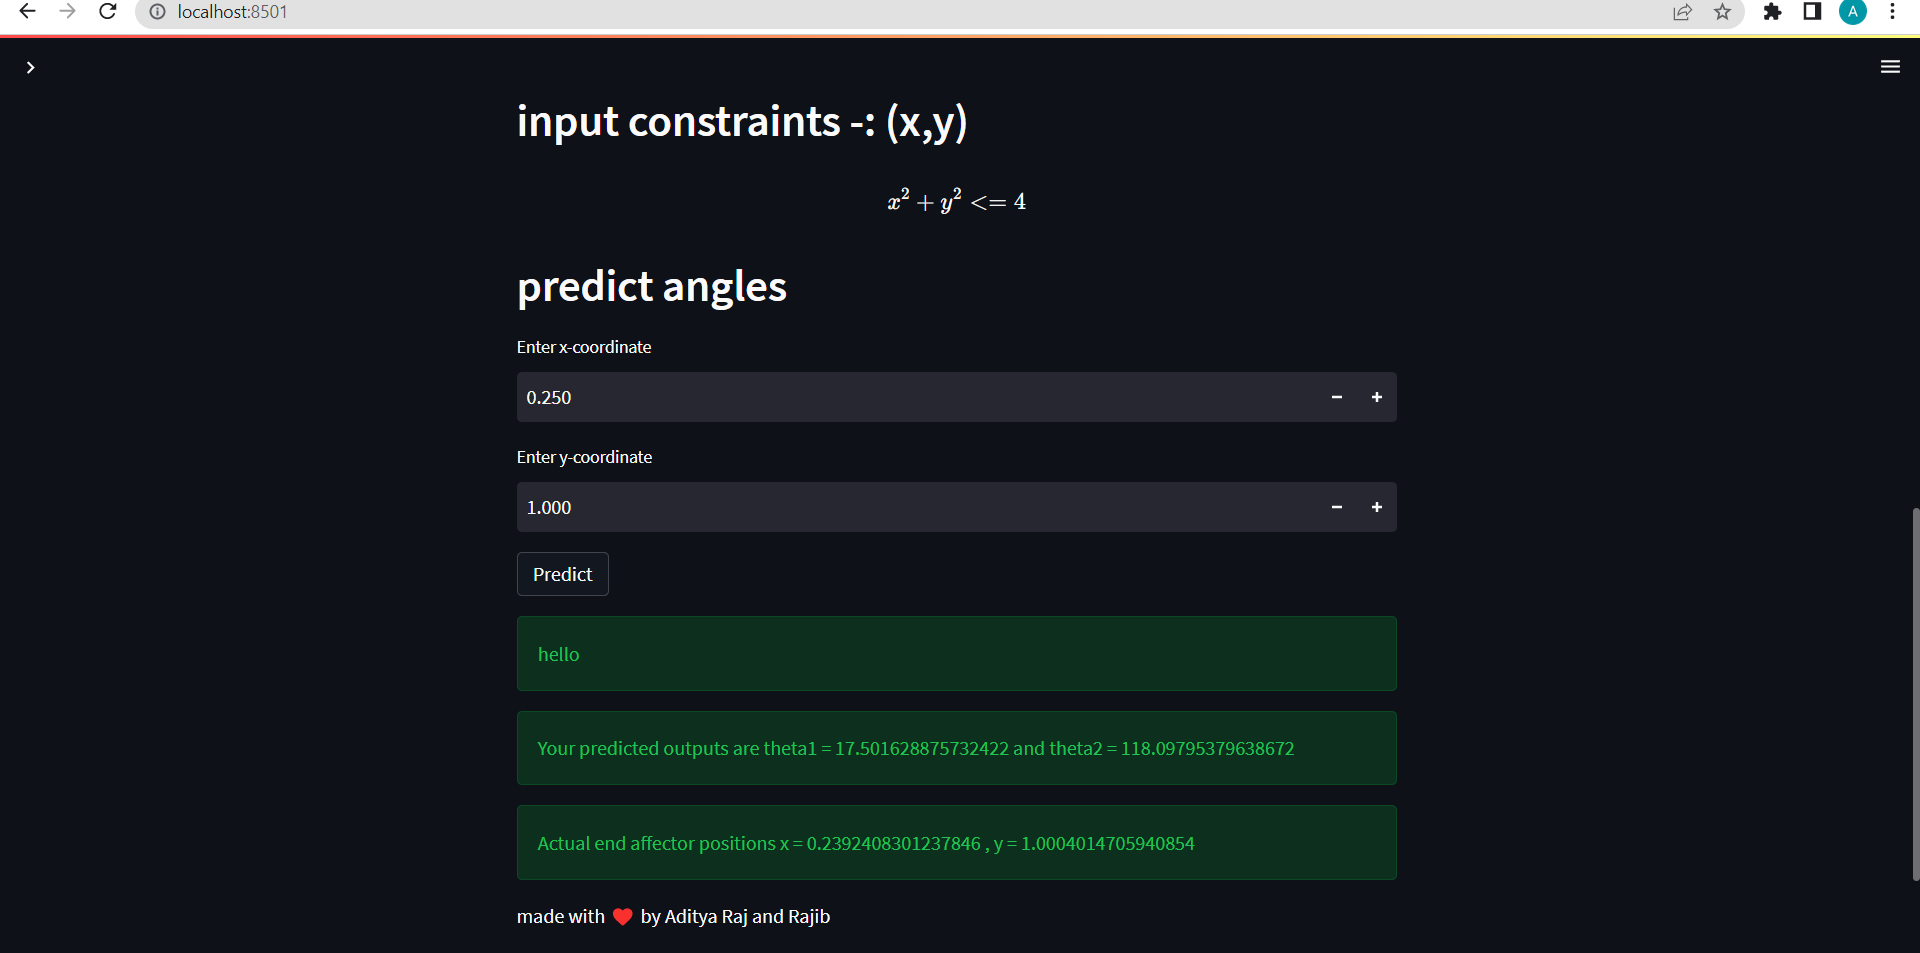 localhost:8501
A
input constraints -: (x,y)
x² + y² <= 4
predict angles
Enter x-coordinate
0.250
Enter y-coordinate
1.000
Predict
hello
Your predicted outputs are theta1 = 17.501628875732422 and theta2 = 118.09795379638672
Actual end affector positions x = 0.2392408301237846 , y = 1.0004014705940854
made with ❤️ by Aditya Raj and Rajib